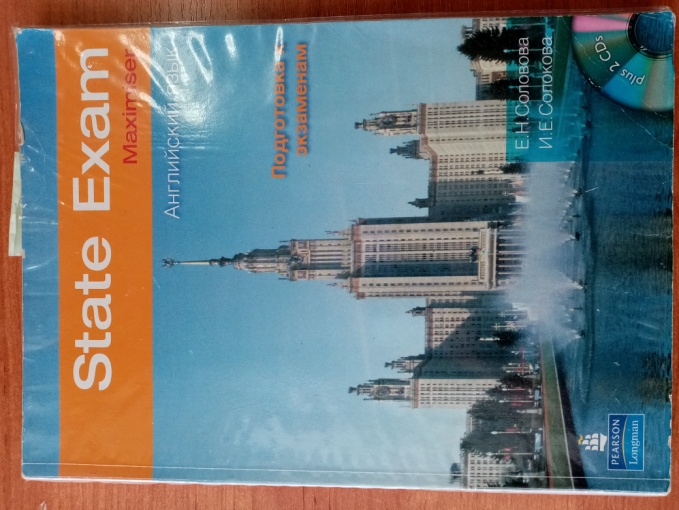 State Exam
Maximiser
Английский язык
Подготовка к
экзаменам
Е.Н.Соловова
И.Е.Солокова
plus 2 CDs
PEARSON
Longman